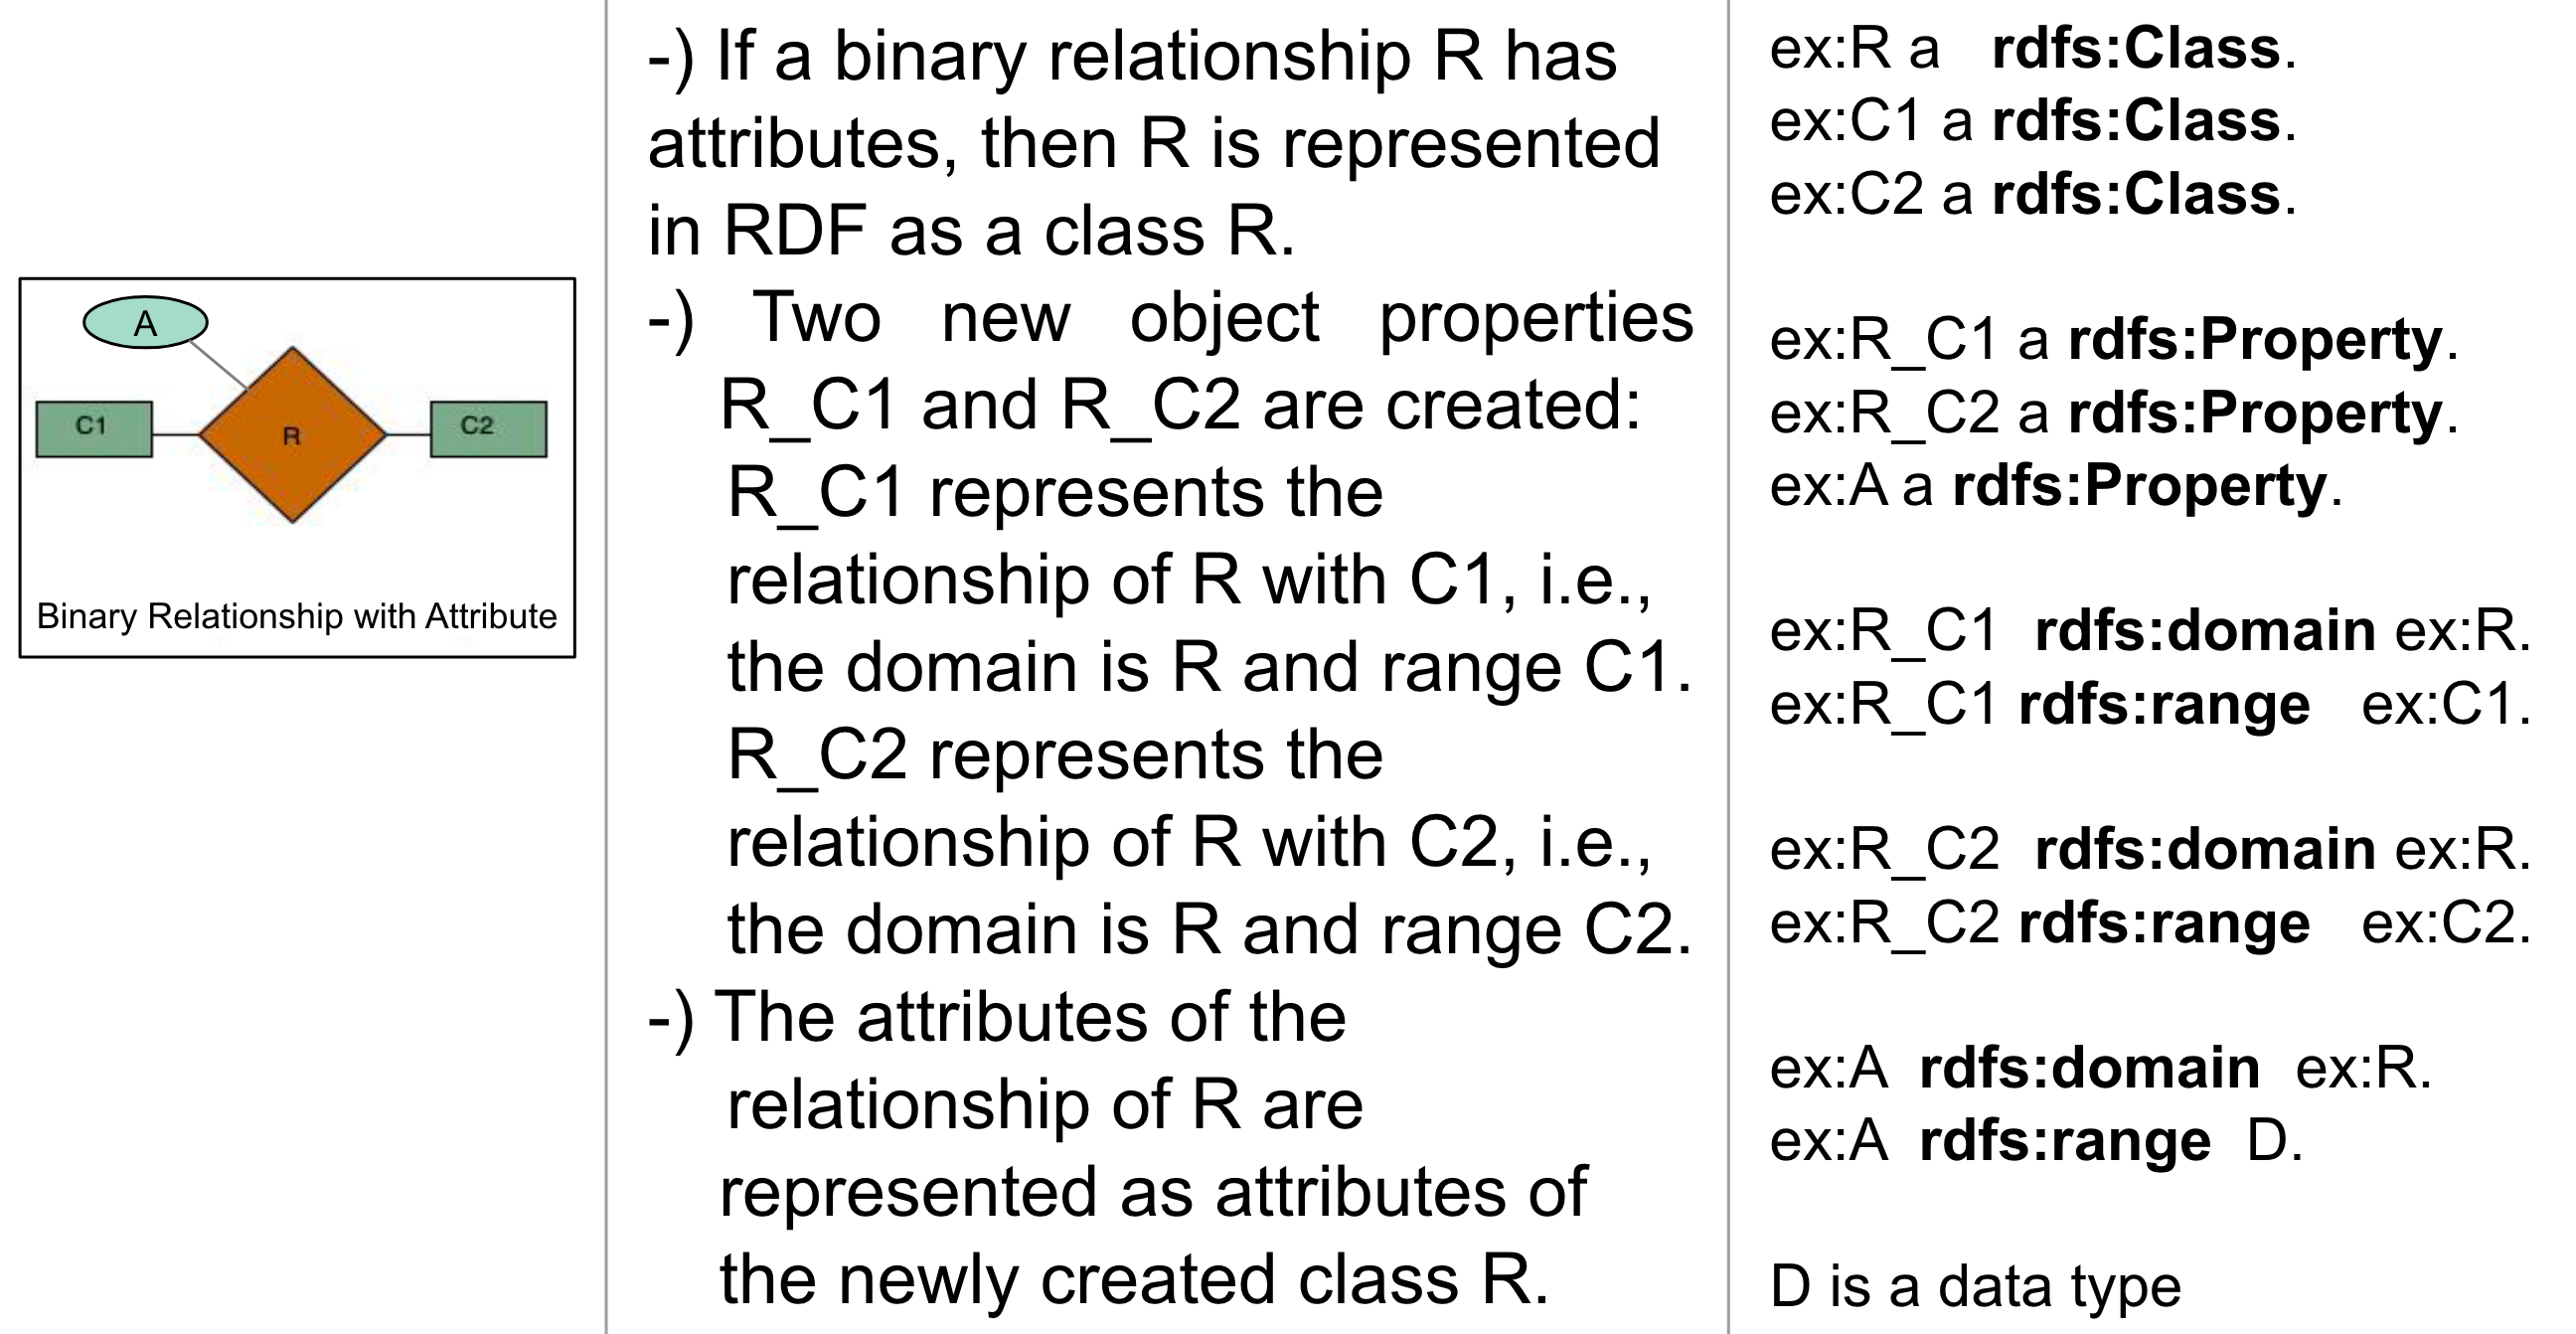 A
C1
R
C2
Binary Relationship with Attribute
-) If a binary relationship R has
attributes, then R is represented
in RDF as a class R.
-) Two new object properties
R_C1 and R_C2 are created:
R_C1 represents the
relationship of R with C1, i.e.,
the domain is R and range C1.
R_C2 represents the
relationship of R with C2, i.e.,
the domain is R and range C2.
-) The attributes of the
relationship of R are
represented as attributes of
the newly created class R.
ex:R a rdfs:Class.
ex:C1 a rdfs:Class.
ex:C2 a rdfs:Class.
ex:R_C1 a rdfs:Property.
ex:R_C2 a rdfs:Property.
ex:A a rdfs:Property.
ex:R_C1 rdfs:domain ex:R.
ex:R_C1 rdfs:range ex:C1.
ex:R_C2 rdfs:domain ex:R.
ex:R_C2 rdfs:range ex:C2.
ex:A rdfs:domain ex:R.
ex:A rdfs:range D.
D is a data type